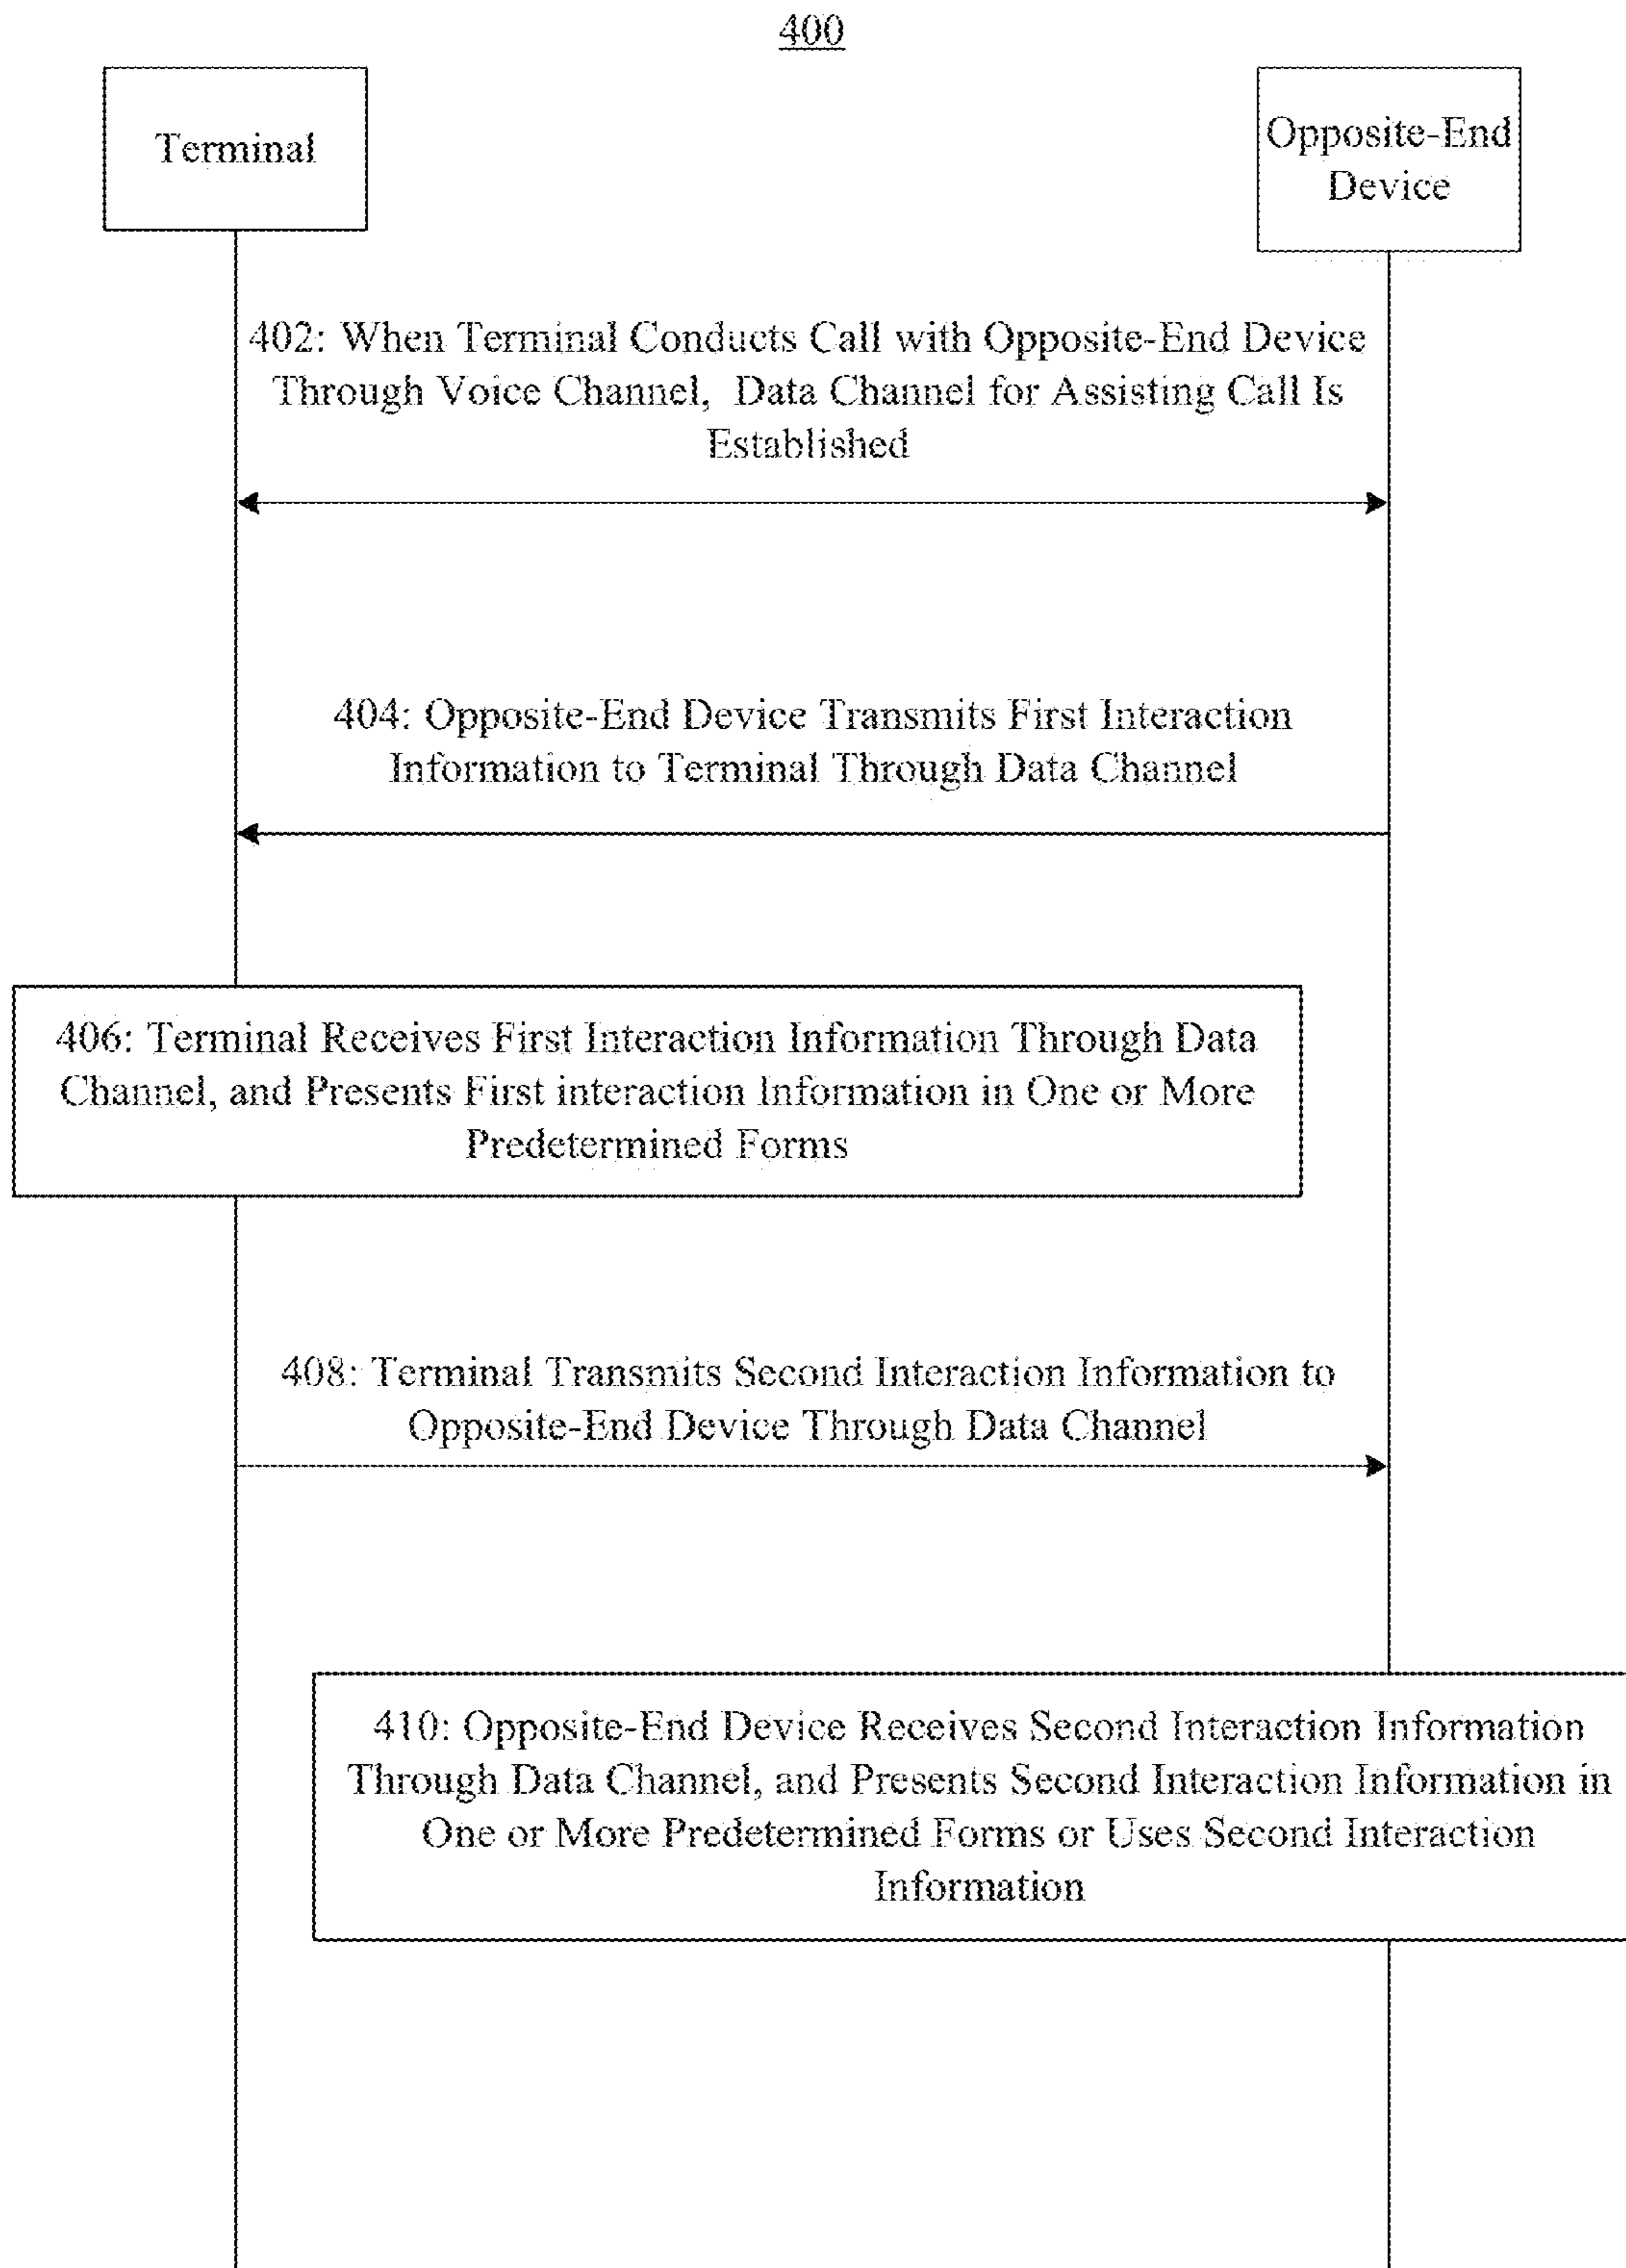 400
Terminal
Opposite-End
Device
402: When Terminal Conducts Call with Opposite-End Device
Through Voice Channel, Data Channel for Assisting Call Is
Established
404: Opposite-End Device Transmits First Interaction
Information to Terminal Through Data Channel
406: Terminal Receives First Interaction Information Through Data
Channel, and Presents First interaction Information in One or More
Predetermined Forms
408: Terminal Transmits Second Interaction Information to
Opposite-End Device Through Data Channel
410: Opposite-End Device Receives Second Interaction Information
Through Data Channel, and Presents Second Interaction Information in
One or More Predetermined Forms or Uses Second Interaction
Information